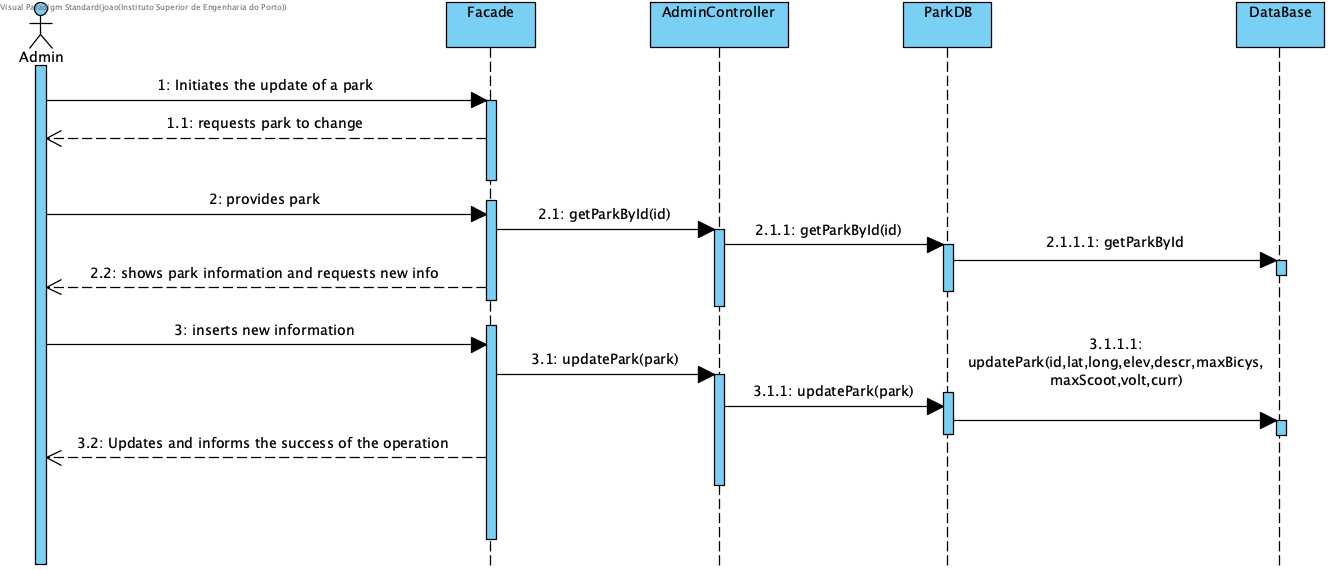 Visual Paradigm Standard(joao(Instituto Superior de Engenharia do Porto))
Facade
AdminController
ParkDB
DataBase
Admin
1: Initiates the update of a park
1.1: requests park to change
2: provides park
2.1: getParkById(id)
2.1.1: getParkById(id)
2.1.1.1: getParkById
2.2: shows park information and requests new info
3: inserts new information
3.1: updatePark(park)
3.1.1: updatePark(park)
3.1.1.1:
updatePark(id,lat,long,elev,descr,maxBicys,
maxScoot,volt,curr)
3.2: Updates and informs the success of the operation